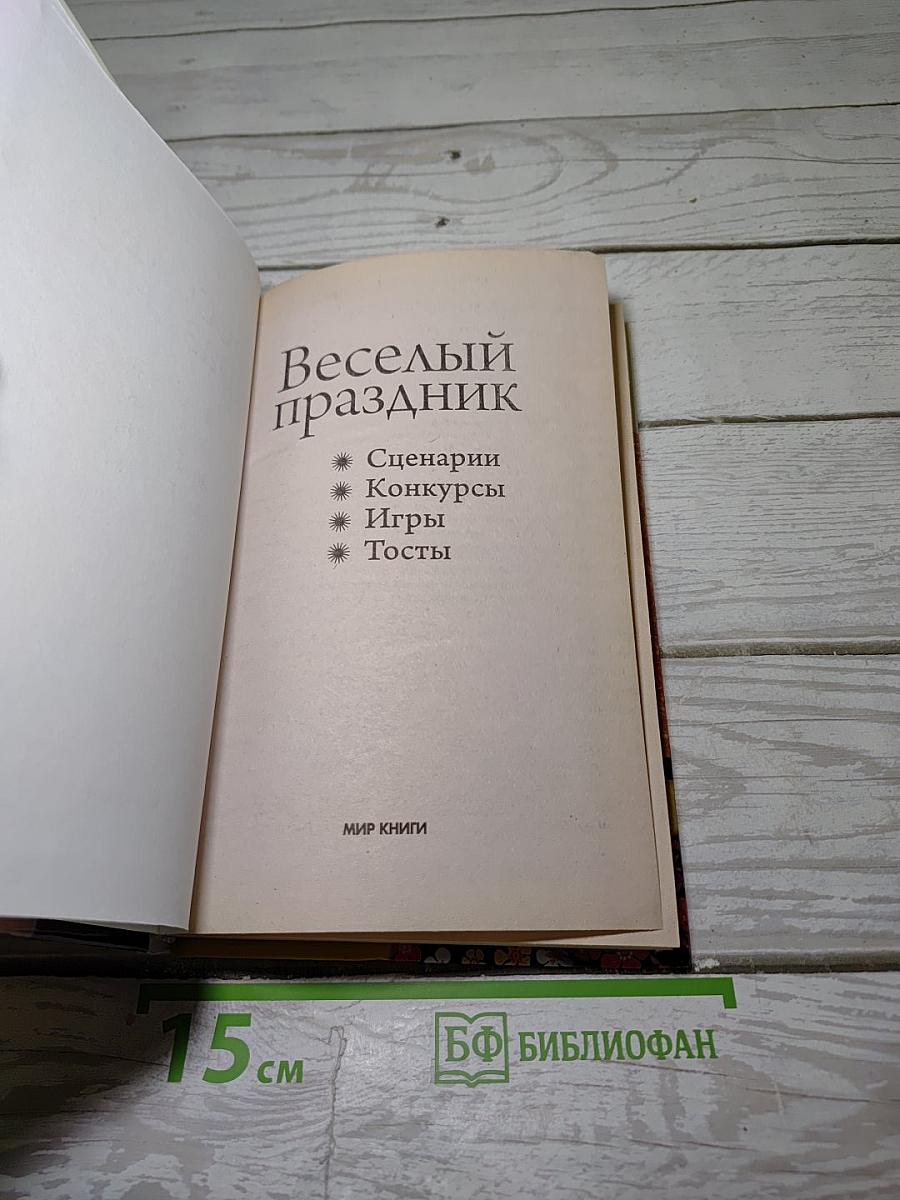 Веселый
праздник
Сценарии
Конкурсы
Игры
Тосты
МИР КНИГИ
15 см
БФ БИБЛИОФАН